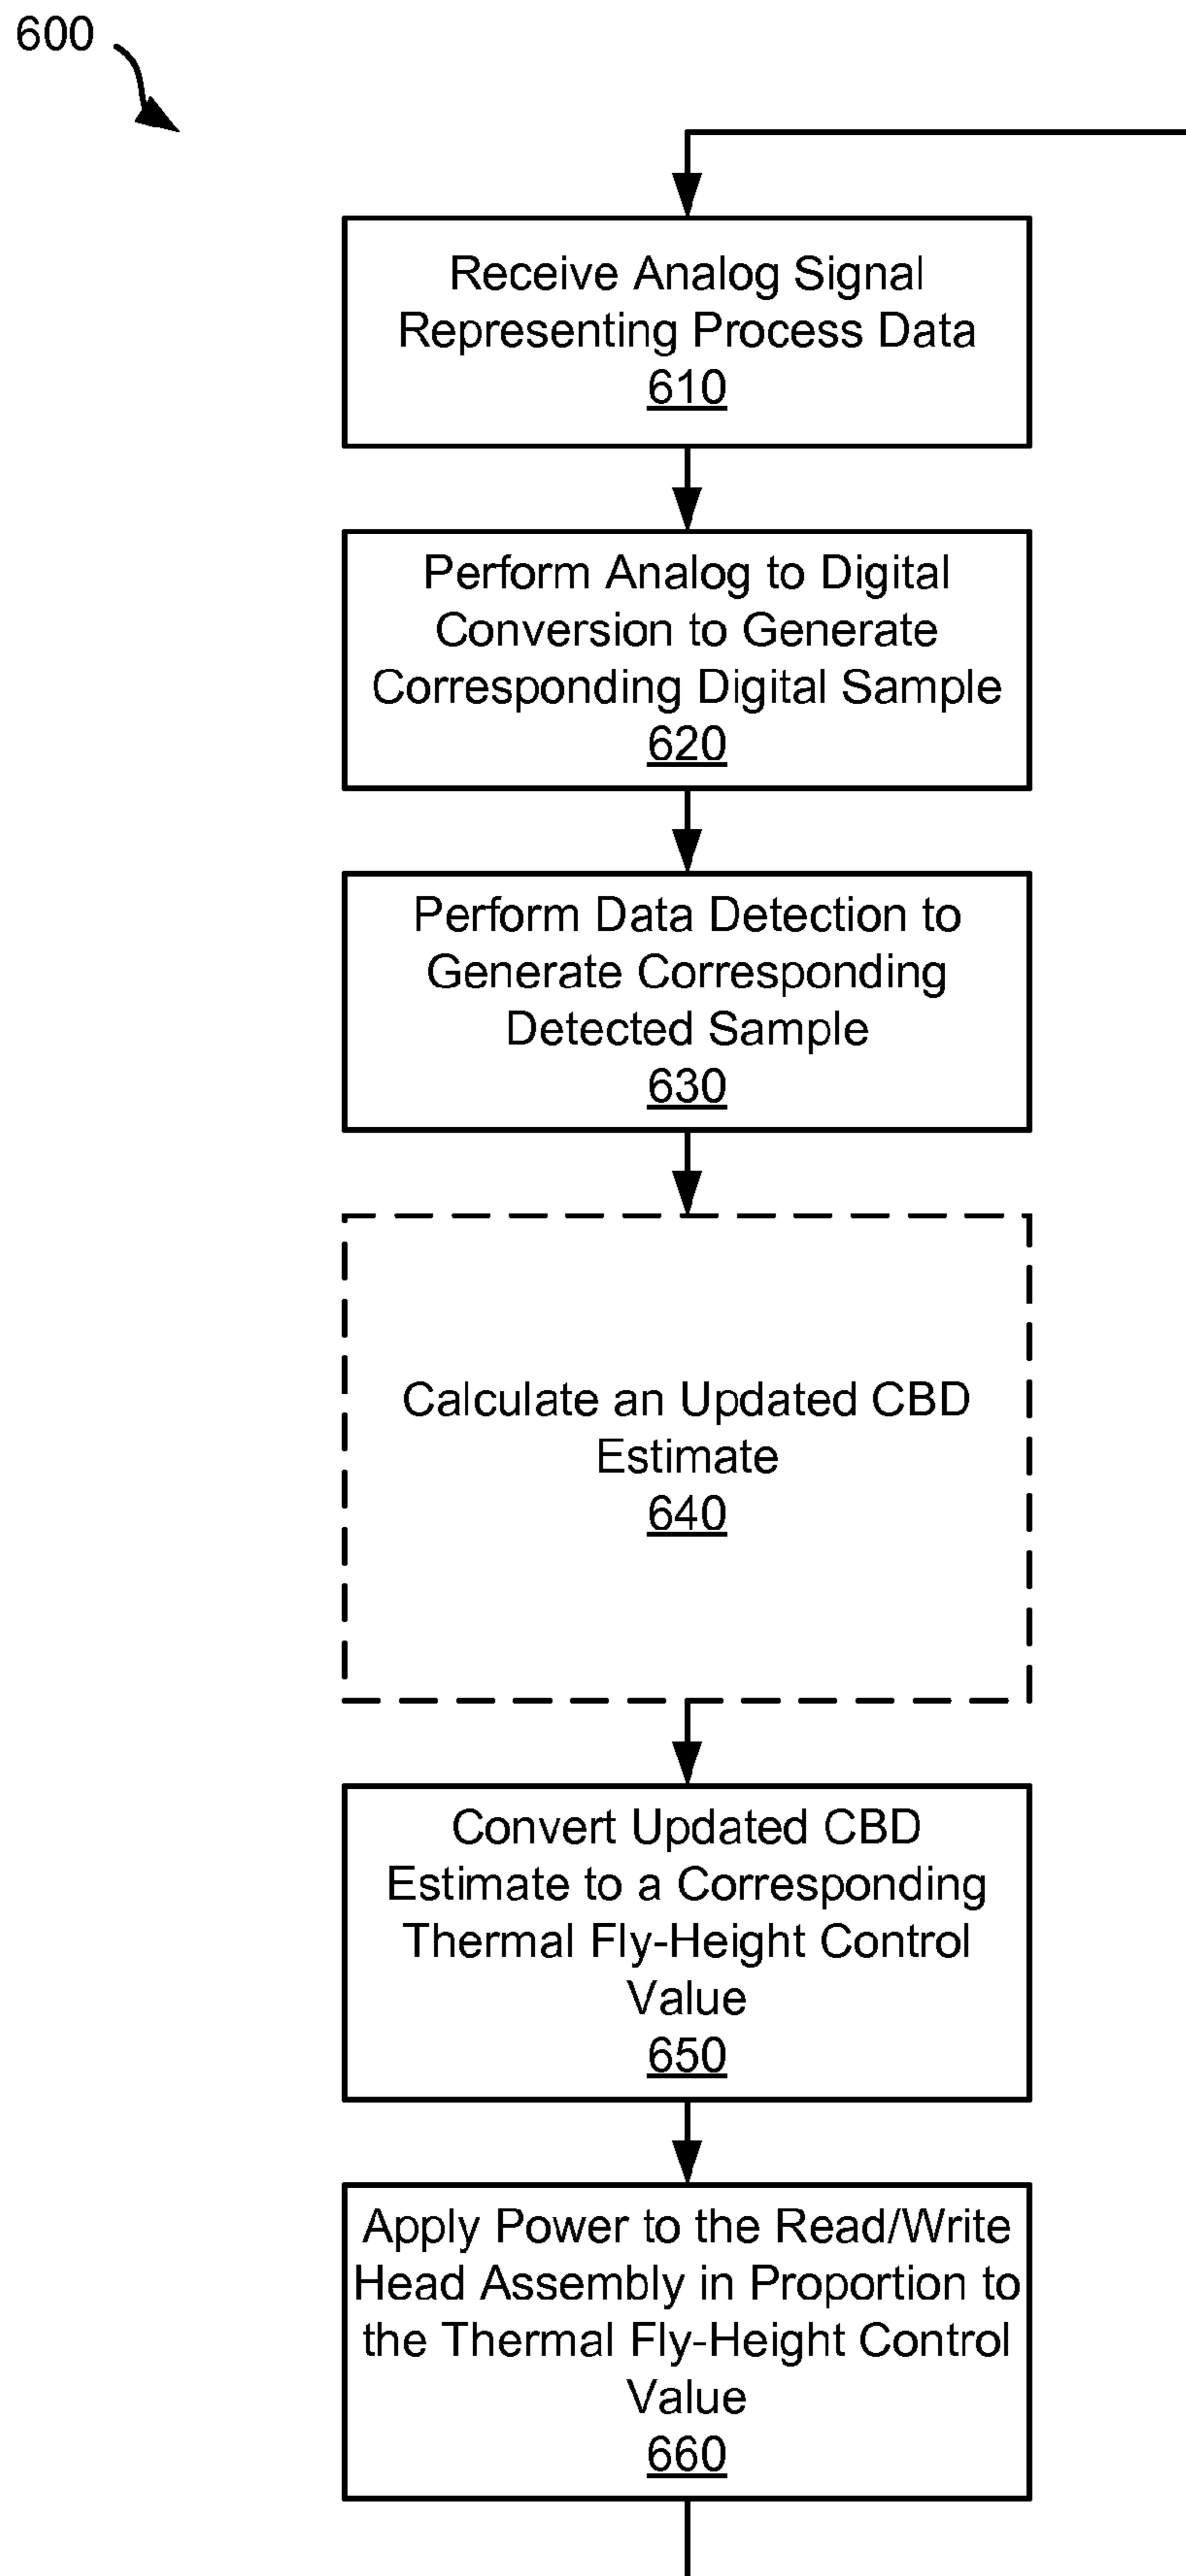 600
Receive Analog Signal
Representing Process Data
610
Perform Analog to Digital
Conversion to Generate
Corresponding Digital Sample
620
Perform Data Detection to
Generate Corresponding
Detected Sample
630
Calculate an Updated CBD
Estimate
640
Convert Updated CBD
Estimate to a Corresponding
Thermal Fly-Height Control
Value
650
Apply Power to the Read/Write
Head Assembly in Proportion to
the Thermal Fly-Height Control
Value
660